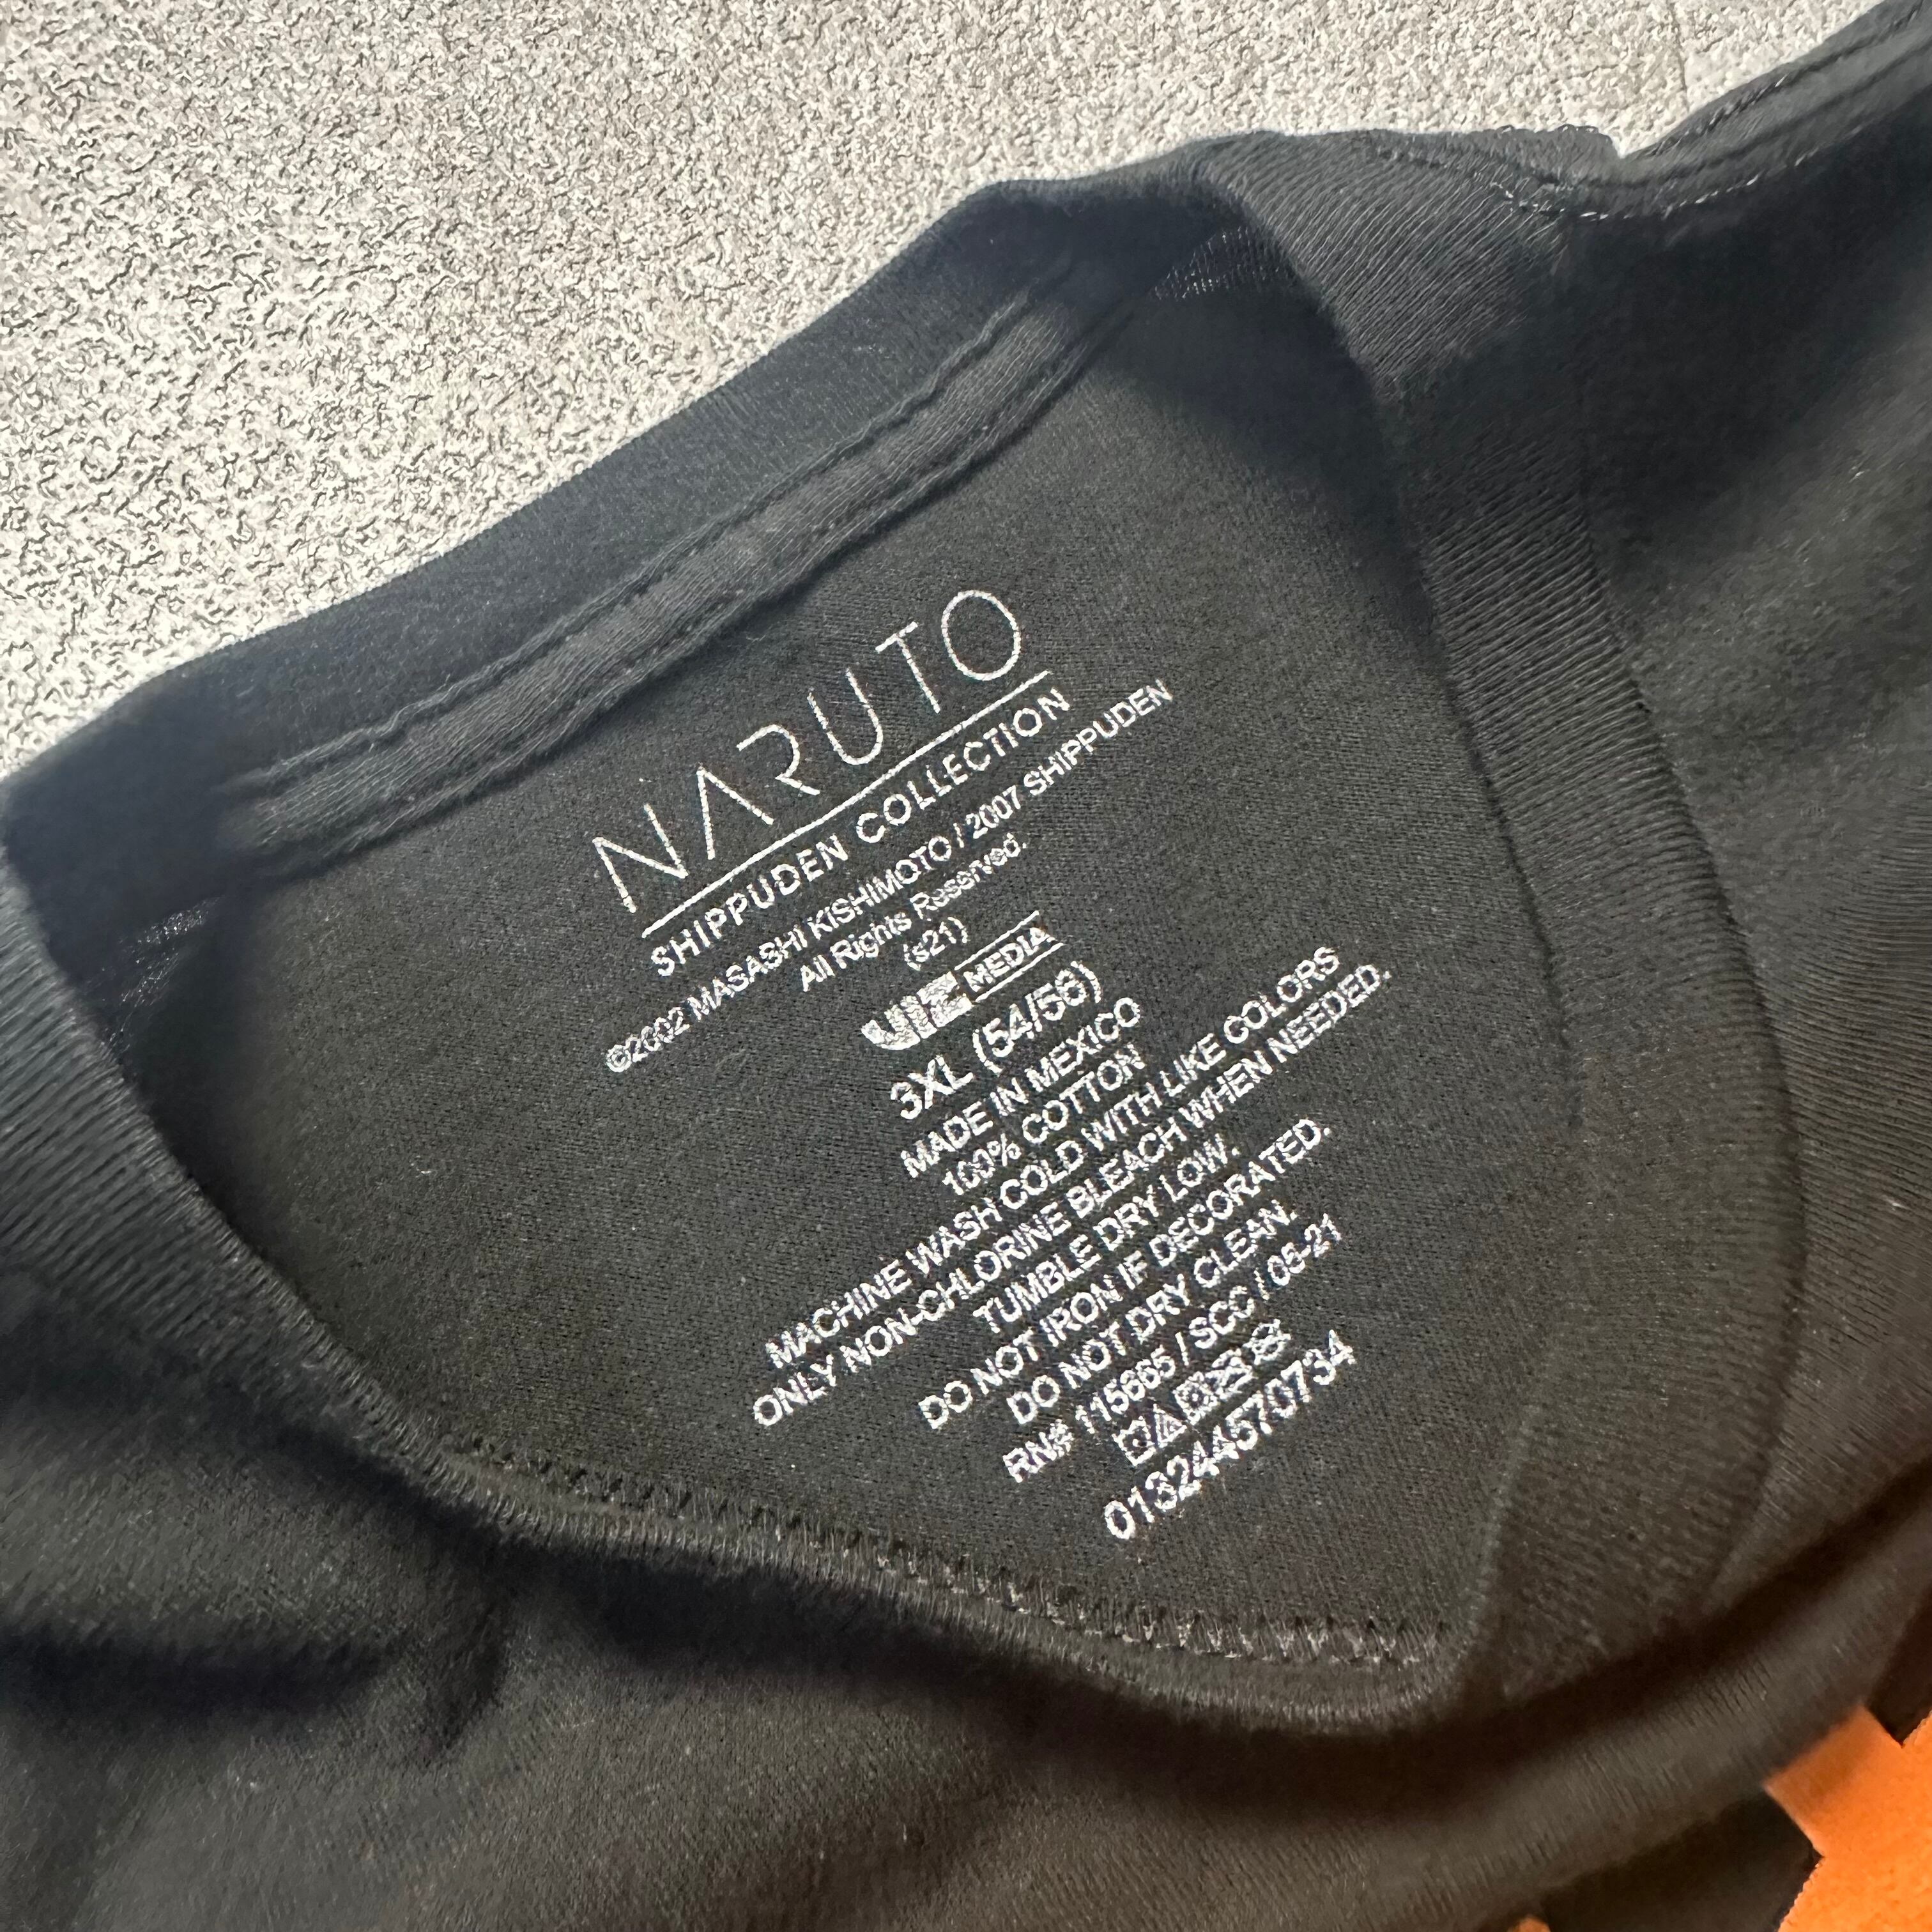 NARUTO
SHIPPUDEN COLLECTION
©2002 MASASHI KISHIMOTO / 2007 SHIPPUDEN
All Rights Reserved.
(s21)
VIZ MEDIA
3XL (54/56)
MADE IN MEXICO
100% COTTON
MACHINE WASH COLD WITH LIKE COLORS
ONLY NON-CHLORINE BLEACH WHEN NEEDED.
TUMBLE DRY LOW.
DO NOT IRON IF DECORATED.
DO NOT DRY CLEAN.
RN# 115665 / SCC / 05-21
013244570734